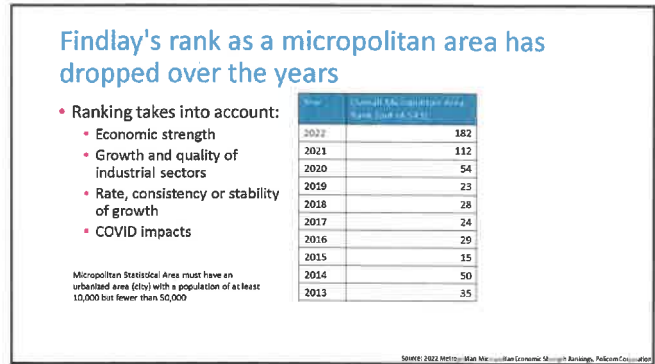 Findlay's rank as a micropolitan area has
dropped over the years
• Ranking takes into account:
• Economic strength
• Growth and quality of
industrial sectors
• Rate, consistency or stability
of growth
• COVID impacts
Micropolitan Statistical Area must have an
urbanized area (city) with a population of at least
10,000 but fewer than 50,000
Year Overall Micropolitan Area
Rank (out of 543)
2022 182
2021 112
2020 54
2019 23
2018 28
2017 24
2016 29
2015 15
2014 50
2013 35
Source: 2022 Economic Rankings, Policom